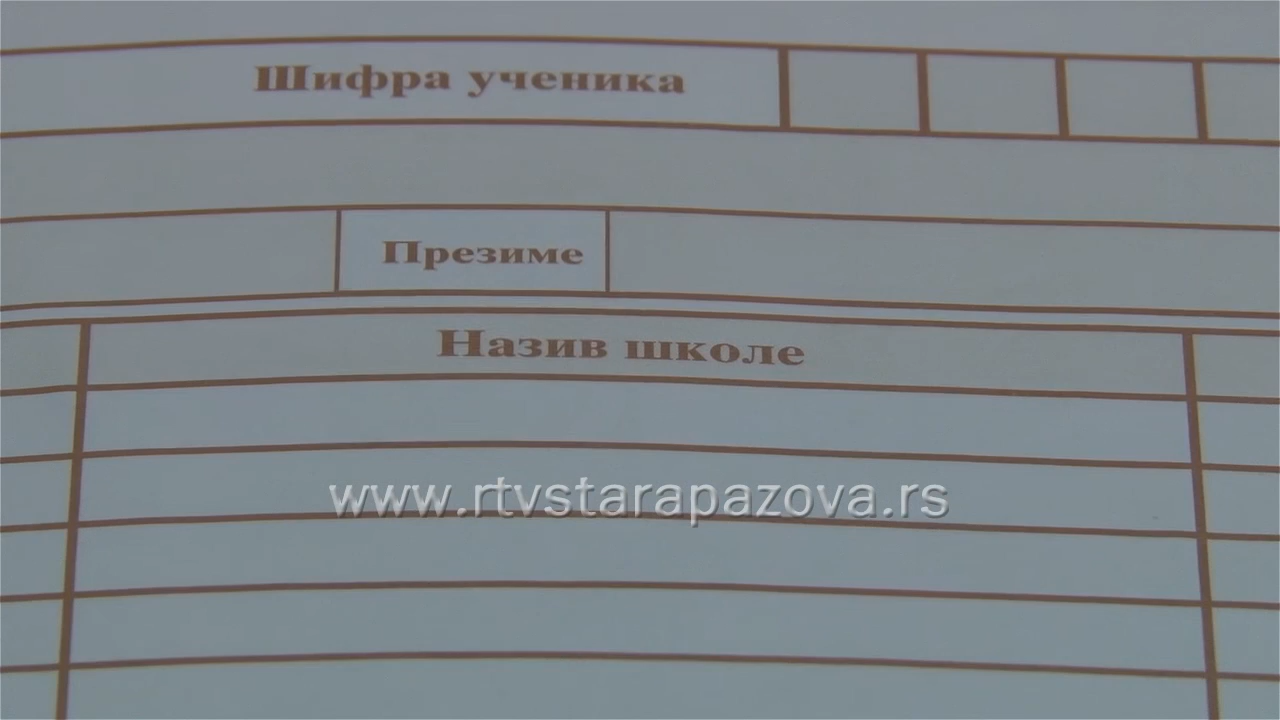 Шифра ученика
Презиме
Назив школе
www.rtvstarapazova.rs